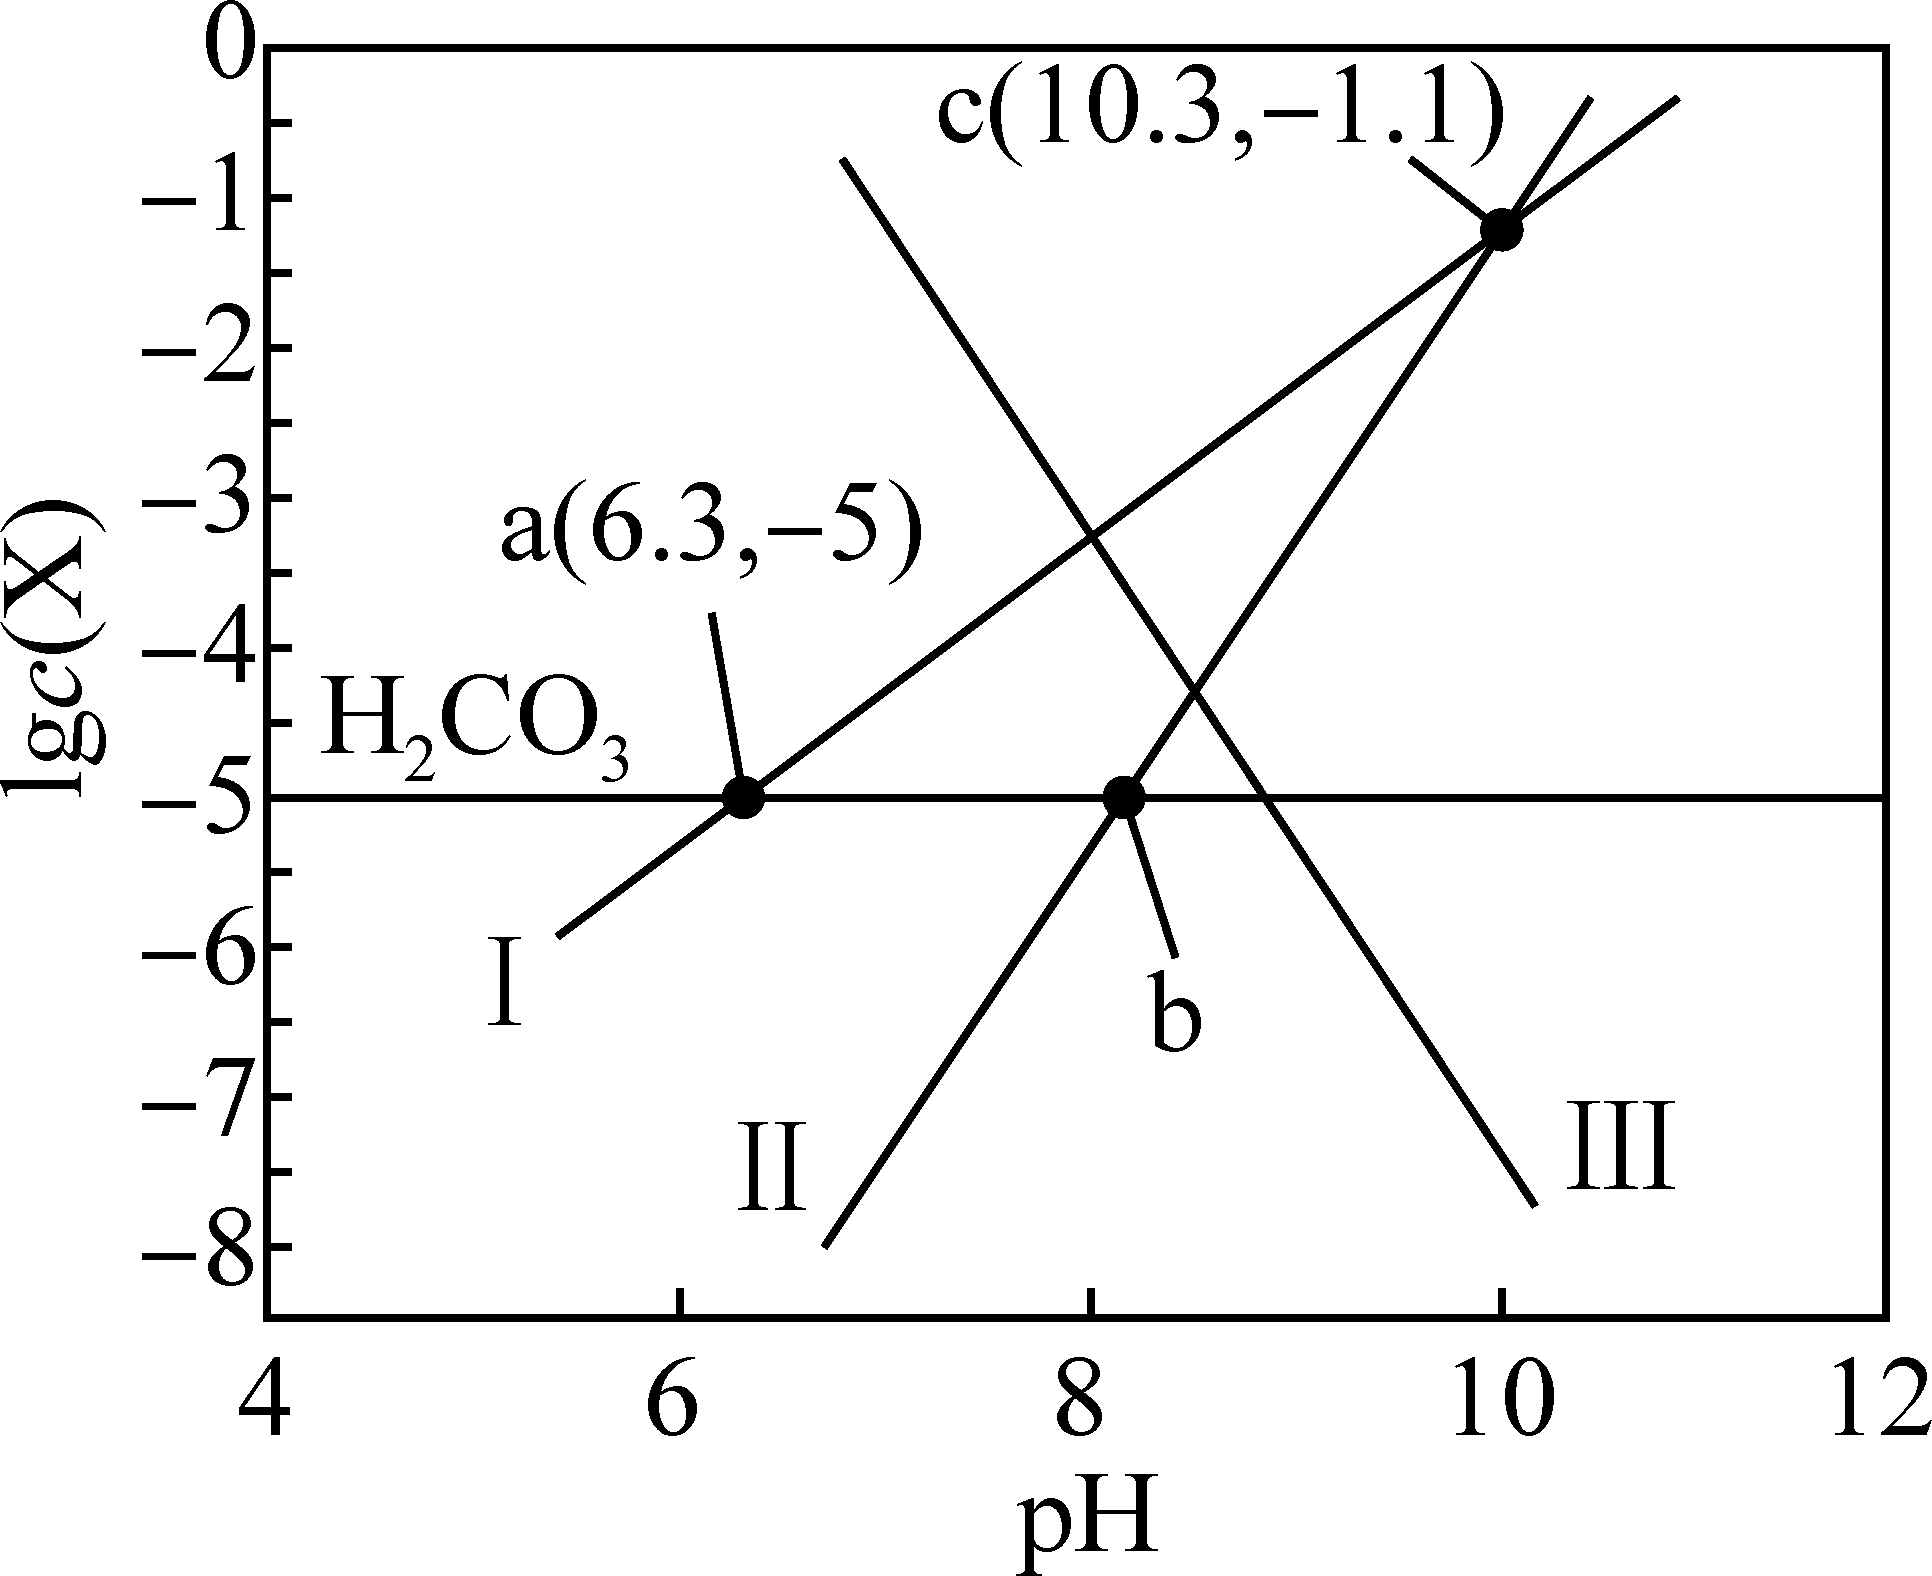 0
c(10.3,−1.1)
−1
−2
−3
a(6.3,−5)
lgc(X)
−4
H₂CO₃
−5
−6
I
b
−7
II
III
−8
4 6 8 10 12
pH